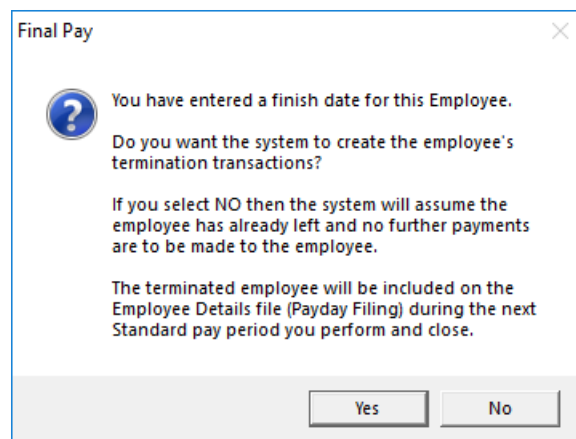 Final Pay
You have entered a finish date for this Employee.
Do you want the system to create the employee's
termination transactions?
If you select NO then the system will assume the
employee has already left and no further payments
are to be made to the employee.
The terminated employee will be included on the
Employee Details file (Payday Filing) during the next
Standard pay period you perform and close.
Yes No